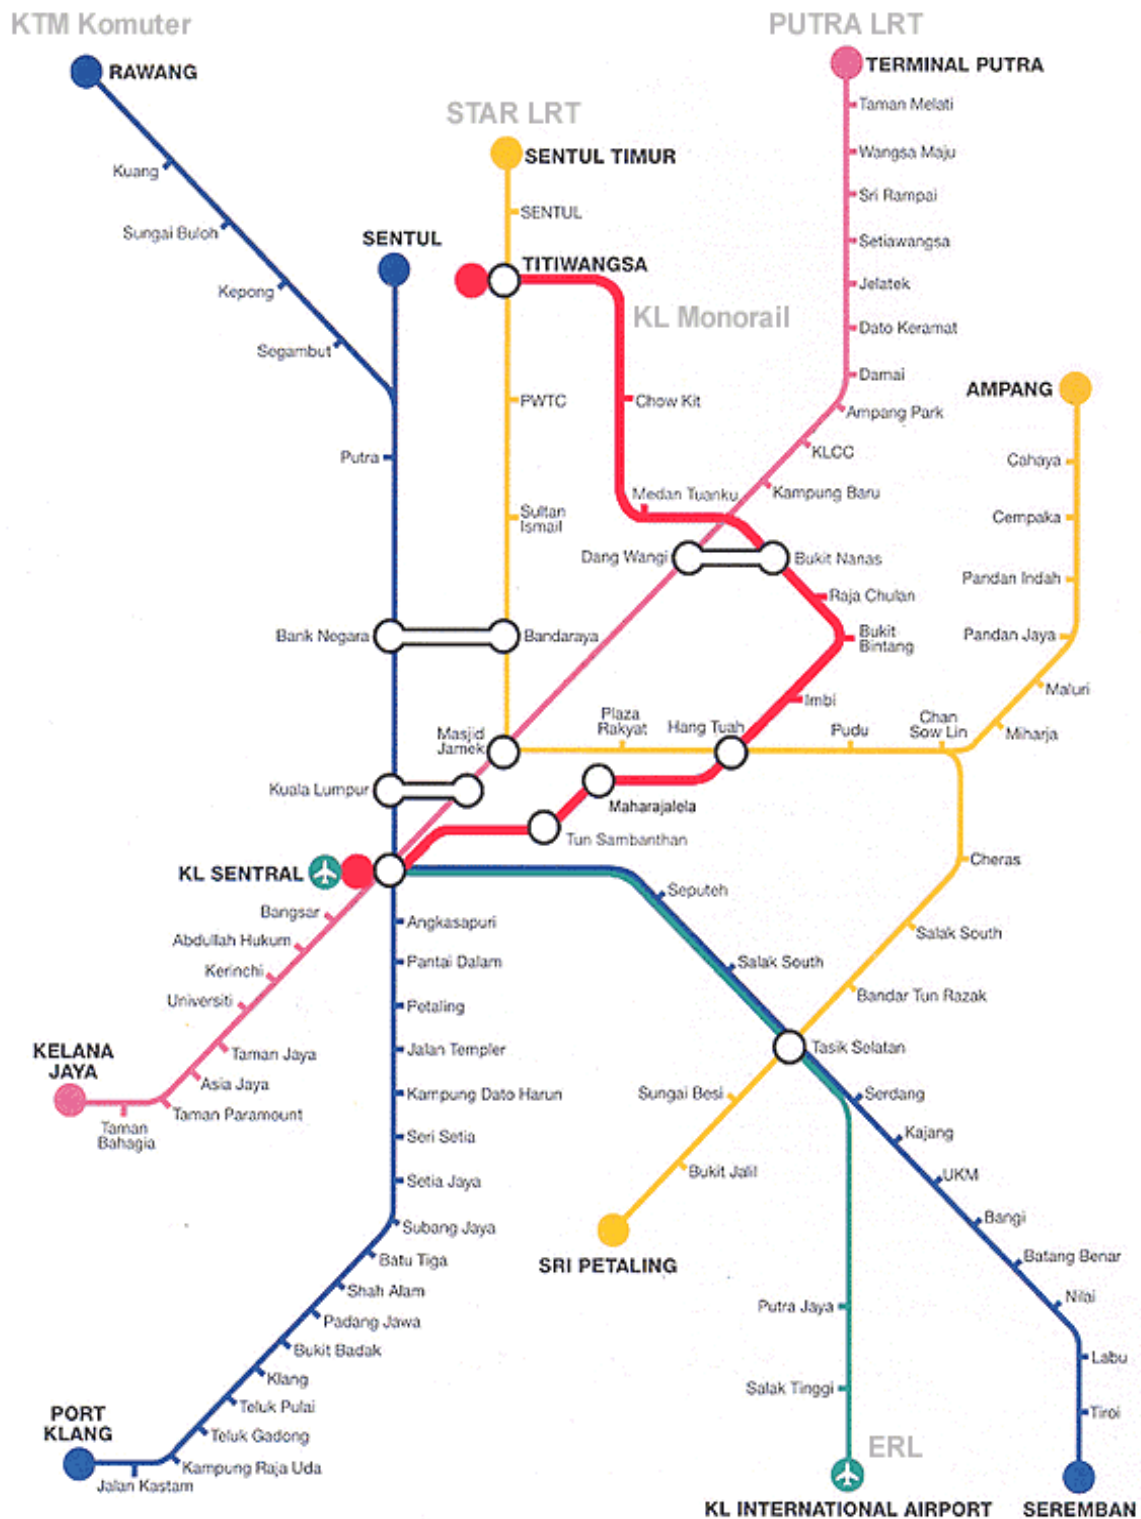 KTM Komuter
PUTRA LRT
RAWANG
TERMINAL PUTRA
Taman Melati
STAR LRT
SENTUL TIMUR
Wangsa Maju
Kuang
Sri Rampai
SENTUL
Sungai Buloh
SENTUL
Setiawangsa
TITIWANGSA
Jelatek
Kepong
KL Monorail
Dato Keramat
Segambut
Damai
AMPANG
PWTC
Chow Kit
Ampang Park
Putra
KLCC
Cahaya
Medan Tuanku
Kampung Baru
Sultan
Ismail
Cempaka
Dang Wangi
Bukit Nanas
Pandan Indah
Raja Chulan
Bank Negara
Bandaraya
Bukit
Bintang
Pandan Jaya
Maluri
Imbi
Plaza
Rakyat
Hang Tuah
Pudu
Chan
Sow Lin
Miharja
Masjid
Jamek
Kuala Lumpur
Maharajalela
Tun Sambanthan
KL SENTRAL
Cheras
Seputeh
Bangsar
Angkasapuri
Salak South
Abdullah Hukum
Pantai Dalam
Salak South
Kerinchi
Universiti
Petaling
Bandar Tun Razak
KELANA
JAYA
Taman Jaya
Jalan Templer
Tasik Selatan
Asia Jaya
Kampung Dato Harun
Sungai Besi
Serdang
Taman Paramount
Taman
Bahagia
Seri Setia
Kajang
Setia Jaya
Bukit Jalil
UKM
Subang Jaya
Bangi
Batu Tiga
SRI PETALING
Batang Benar
Shah Alam
Nilai
Padang Jawa
Putra Jaya
Bukit Badak
Labu
Klang
Salak Tinggi
Teluk Pulai
Tiroi
PORT
KLANG
Teluk Gadong
ERL
Kampung Raja Uda
Jalan Kastam
KL INTERNATIONAL AIRPORT
SEREMBAN